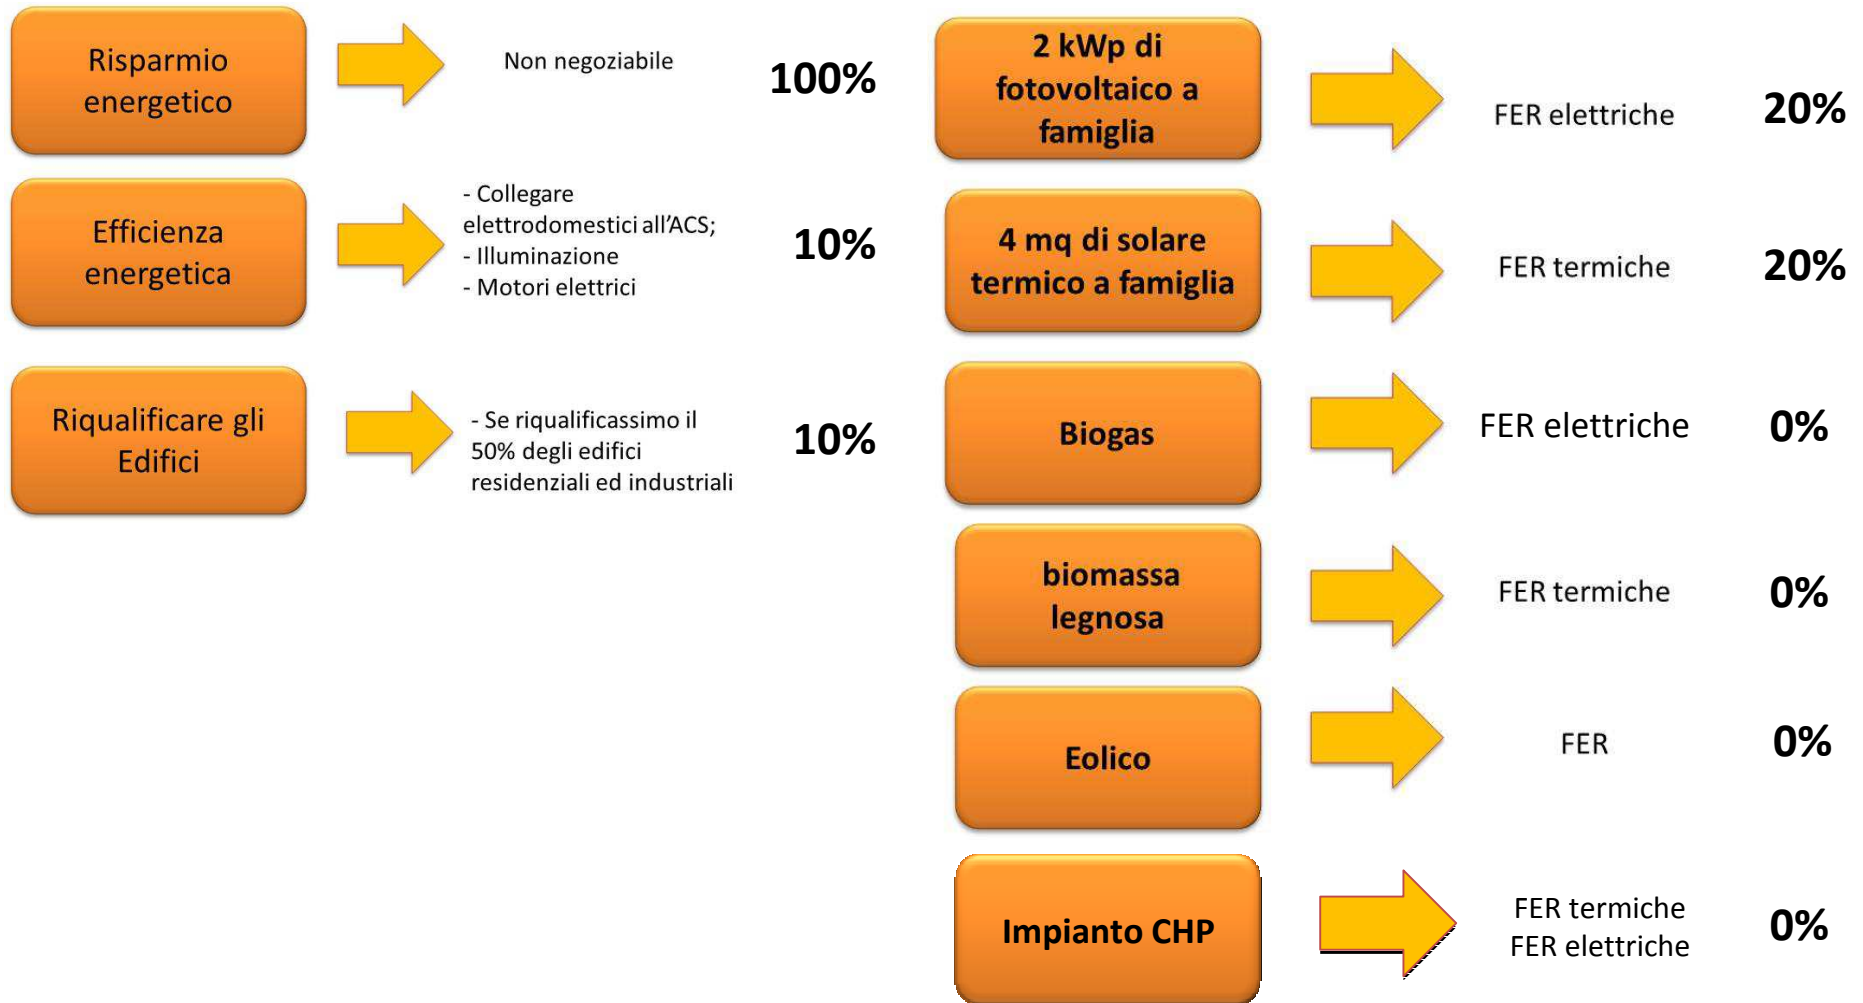 Risparmio
energetico
Non negoziabile
100%
Efficienza
energetica
- Collegare
elettrodomestici all'ACS;
- Illuminazione
- Motori elettrici
10%
Riqualificare gli
Edifici
- Se riqualificassimo il
50% degli edifici
residenziali ed industriali
10%
2 kWp di
fotovoltaico a
famiglia
FER elettriche
20%
4 mq di solare
termico a famiglia
FER termiche
20%
Biogas
FER elettriche
0%
biomassa
legnosa
FER termiche
0%
Eolico
FER
0%
Impianto CHP
FER termiche
FER elettriche
0%